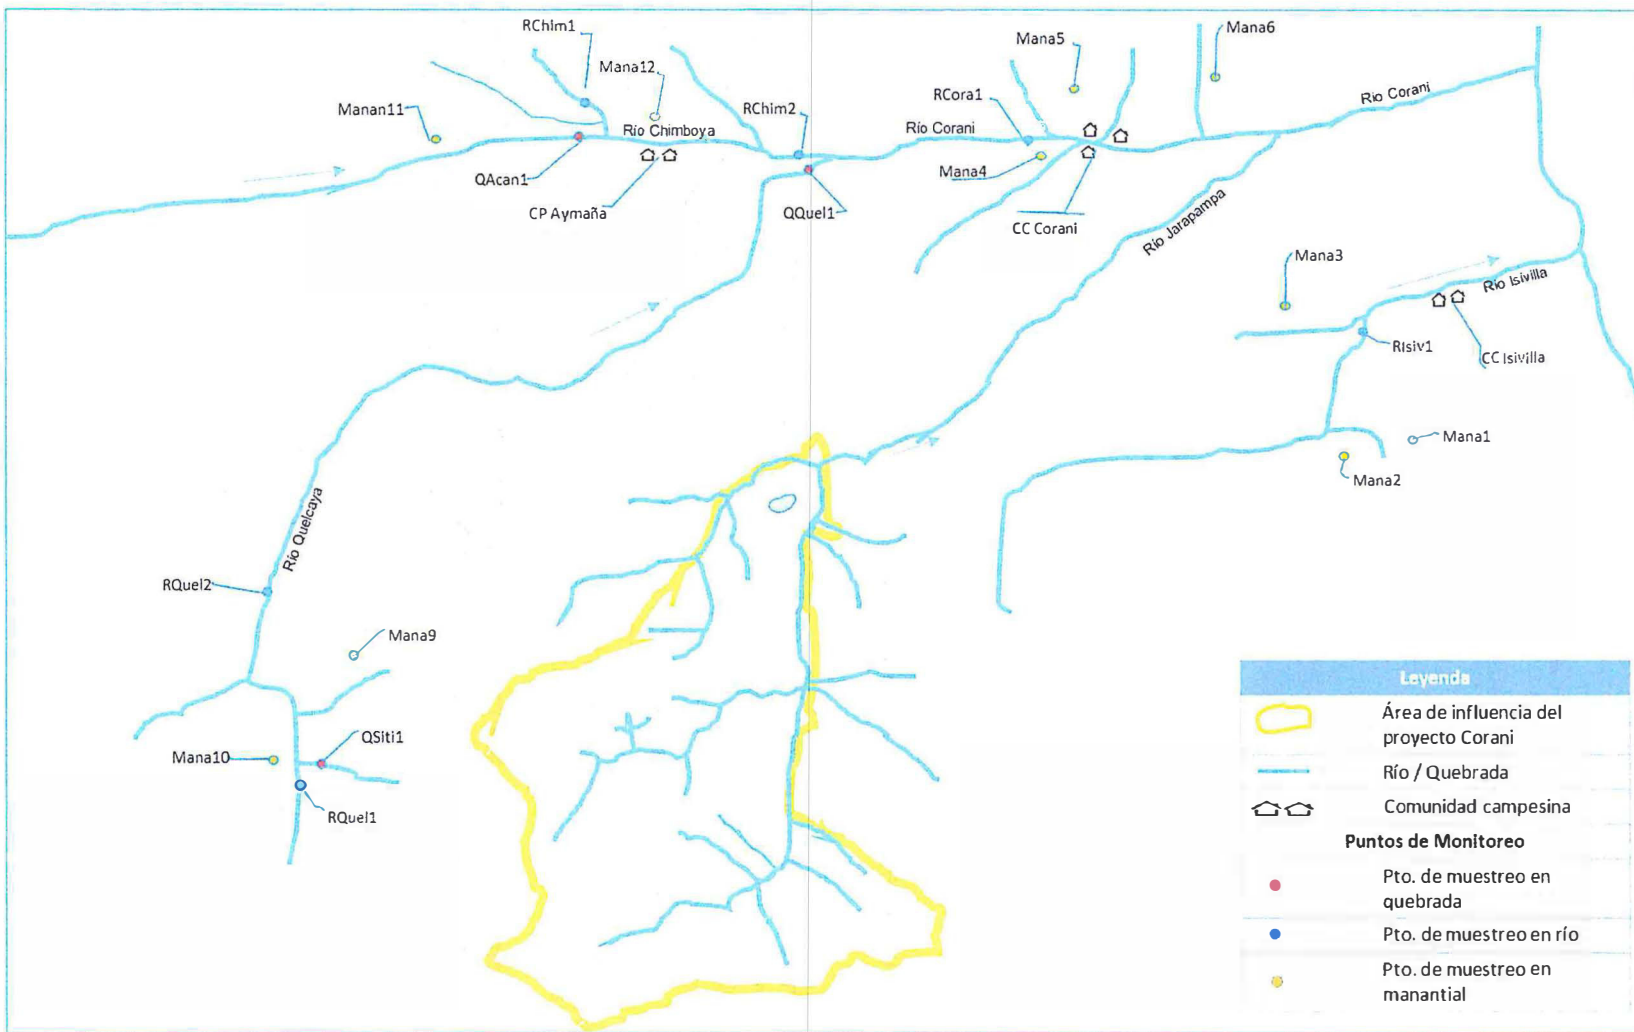 RChim1
Mana12
Manan11
Río Chimboya
QAcan1
CP Aymaña
RChim2
QQuel1
Río Corani
RCora1
Mana5
Mana4
CC Corani
Mana6
Río Corani
Río Jarapampa
Mana3
Río Isivilla
RIsiv1
CC Isivilla
Mana1
Mana2
Río Quelcaya
RQuel2
Mana9
Mana10
QSiti1
RQuel1
Leyenda
Área de influencia del
proyecto Corani
Río / Quebrada
Comunidad campesina
Puntos de Monitoreo
Pto. de muestreo en
quebrada
Pto. de muestreo en río
Pto. de muestreo en
manantial